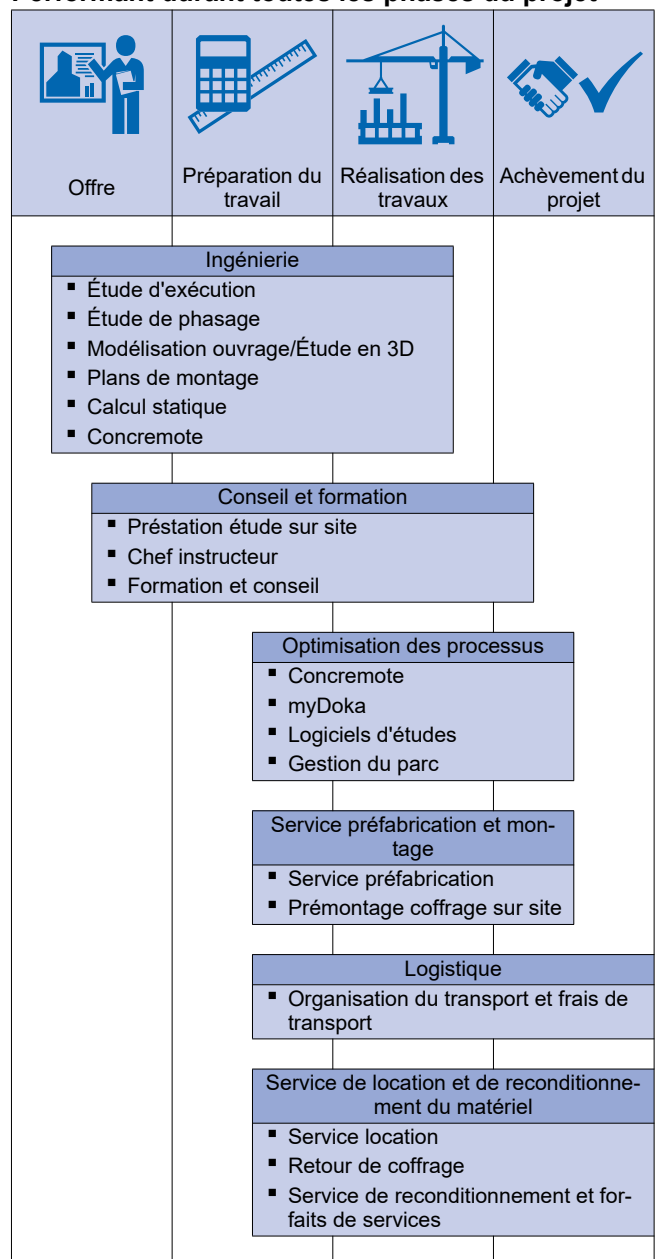 Performant durant toutes les phases du projet
Offre
Préparation du
travail
Réalisation des
travaux
Achèvement du
projet
Ingénierie
▪ Étude d'exécution
▪ Étude de phasage
▪ Modélisation ouvrage/Étude en 3D
▪ Plans de montage
▪ Calcul statique
▪ Concremote
Conseil et formation
▪ Préstation étude sur site
▪ Chef instructeur
▪ Formation et conseil
Optimisation des processus
▪ Concremote
▪ myDoka
▪ Logiciels d'études
▪ Gestion du parc
Service préfabrication et mon-
tage
▪ Service préfabrication
▪ Prémontage coffrage sur site
Logistique
▪ Organisation du transport et frais de
transport
Service de location et de reconditionne-
ment du matériel
▪ Service location
▪ Retour de coffrage
▪ Service de reconditionnement et for-
faits de services